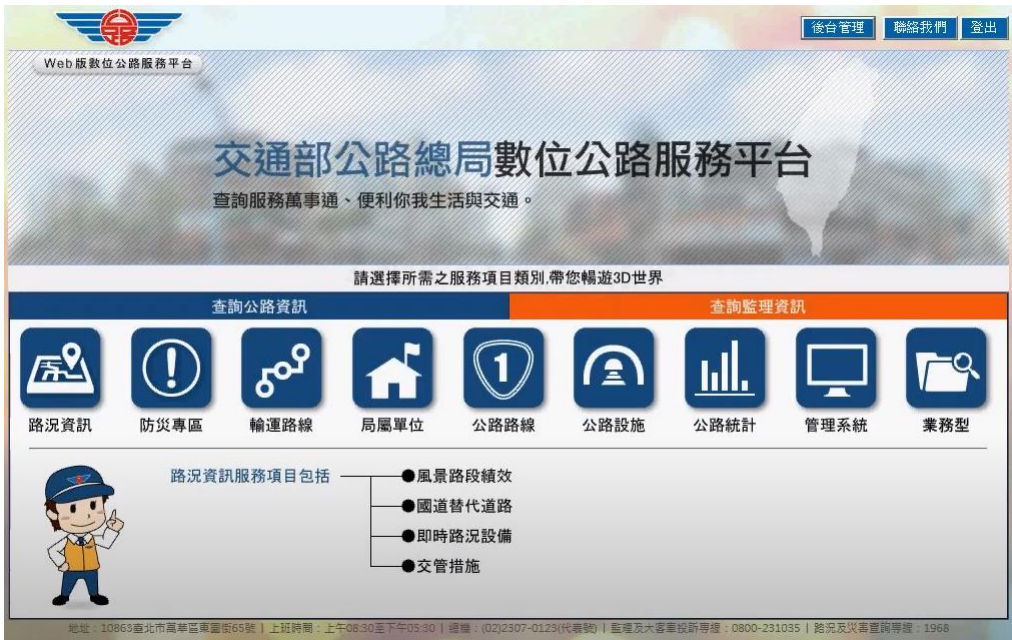 後台管理 聯絡我們 登出
Web版數位公路服務平台
交通部公路總局數位公路服務平台
查詢服務萬事通、便利你我生活與交通。
請選擇所需之服務項目類別,帶您暢遊3D世界
查詢公路資訊 查詢監理資訊
路況資訊 防災專區 輸運路線 局屬單位 公路路線 公路設施 公路統計 管理系統 業務型
路況資訊服務項目包括
●風景路段績效
●國道替代道路
●即時路況設備
●交管措施
地址：10863臺北市萬華區東園街65號 | 上班時間：上午08:30至下午05:30 | 總機：(02)2307-0123(代表號) | 監理及大客車投訴專線：0800-231035 | 路況及災害查詢專線：1968